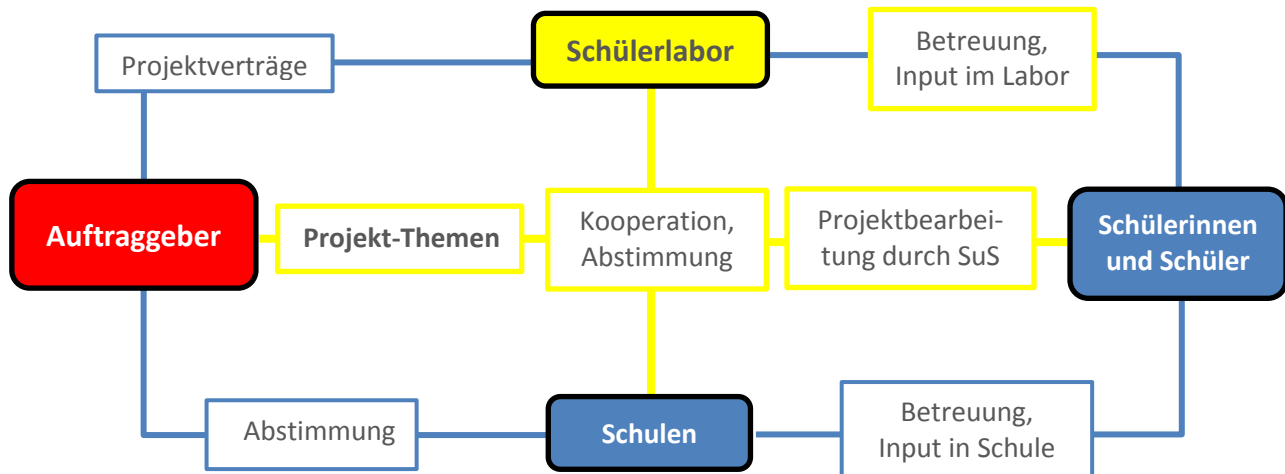 Projektverträge
Schülerlabor
Betreuung,
Input im Labor
Auftraggeber
Projekt-Themen
Kooperation,
Abstimmung
Projektbearbei-
tung durch SuS
Schülerinnen
und Schüler
Abstimmung
Schulen
Betreuung,
Input in Schule